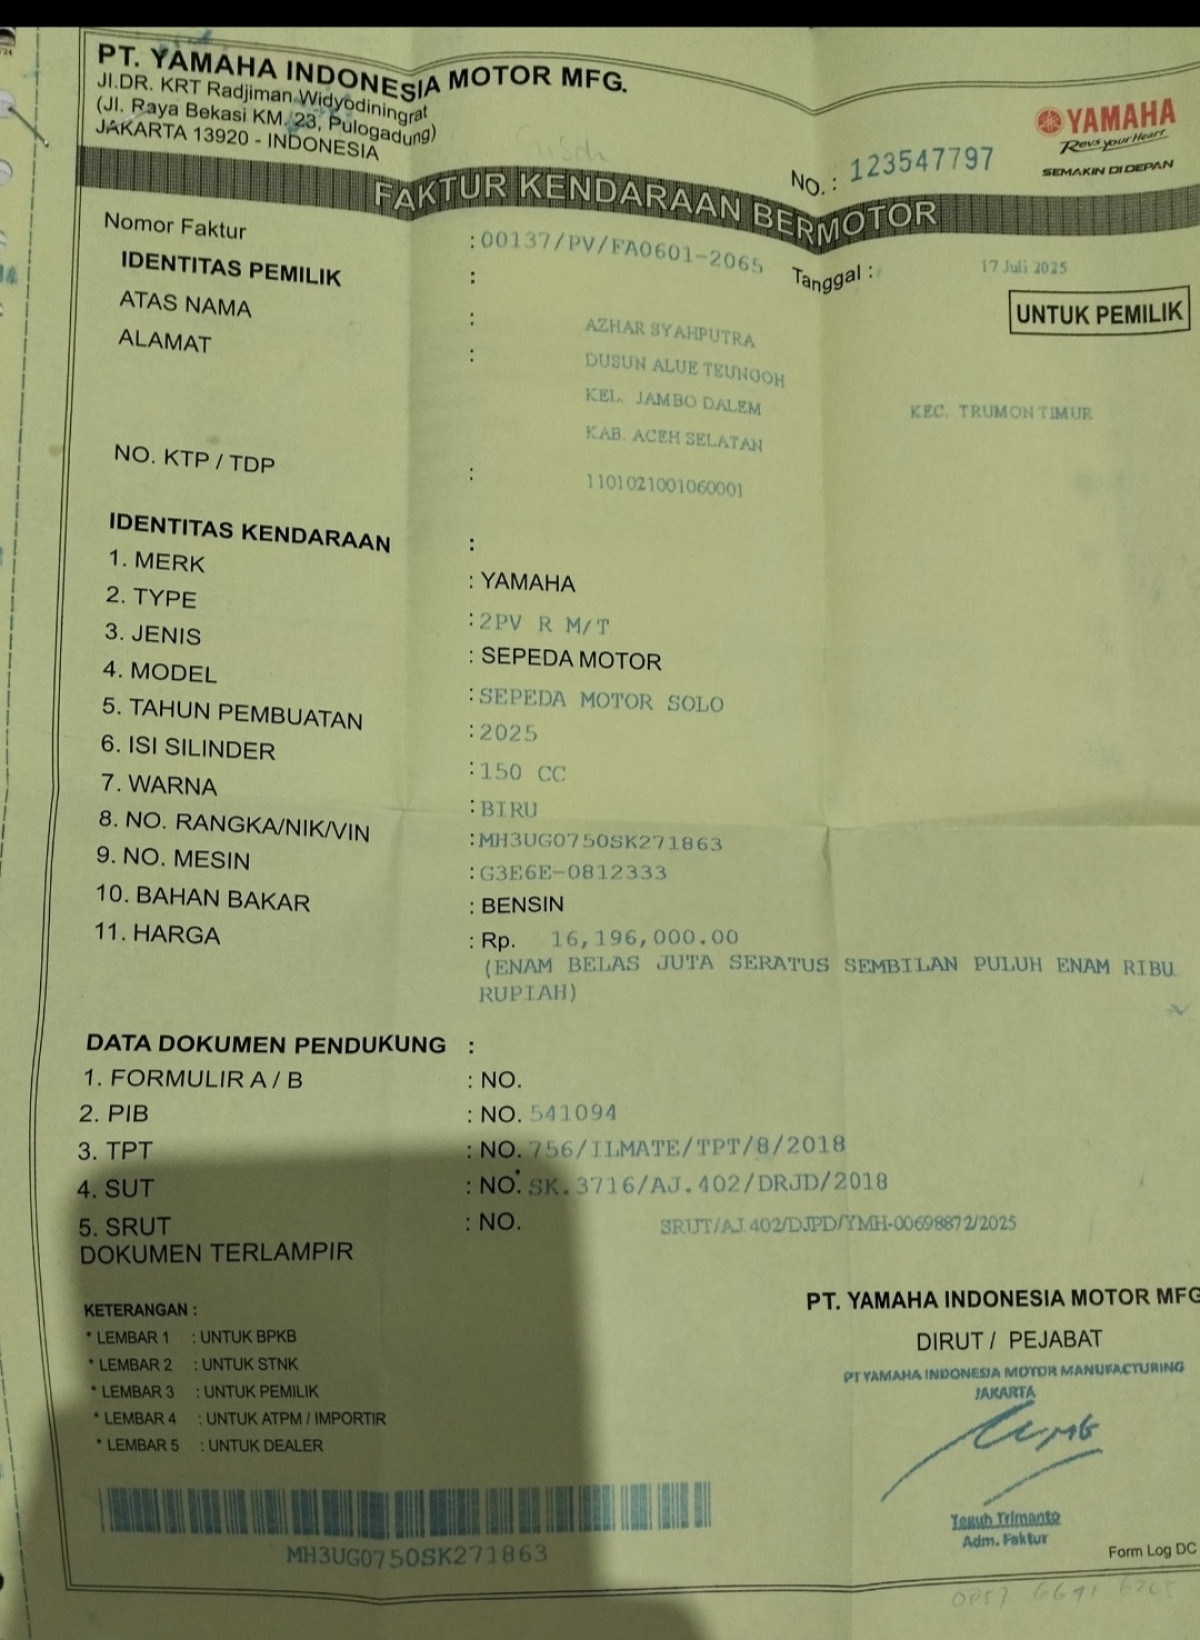 PT. YAMAHA INDONESIA MOTOR MFG.
Jl.DR. KRT Radjiman Widyodiningrat
(Jl. Raya Bekasi KM. 23, Pulogadung)
JAKARTA 13920 - INDONESIA
YAMAHA
Revs your Heart
SEMAKIN DI DEPAN
NO. : 123547797
FAKTUR KENDARAAN BERMOTOR
Nomor Faktur : 00137/PV/FA0601-2065 Tanggal : 17 Juli 2025
IDENTITAS PEMILIK :
UNTUK PEMILIK
ATAS NAMA : AZHAR SYAHPUTRA
ALAMAT : DUSUN ALUE TEUNGOH
KEL. JAMBO DALEM KEC. TRUMON TIMUR
KAB. ACEH SELATAN
NO. KTP / TDP : 1101021001060001
IDENTITAS KENDARAAN :
1. MERK : YAMAHA
2. TYPE : 2PV R M/T
3. JENIS : SEPEDA MOTOR
4. MODEL : SEPEDA MOTOR SOLO
5. TAHUN PEMBUATAN : 2025
6. ISI SILINDER : 150 CC
7. WARNA : BIRU
8. NO. RANGKA/NIK/VIN : MH3UG0750SK271863
9. NO. MESIN : G3E6E-0812333
10. BAHAN BAKAR : BENSIN
11. HARGA : Rp. 16,196,000.00
(ENAM BELAS JUTA SERATUS SEMBILAN PULUH ENAM RIBU
RUPIAH)
DATA DOKUMEN PENDUKUNG :
1. FORMULIR A / B : NO.
2. PIB : NO. 541094
3. TPT : NO. 756/ILMATE/TPT/8/2018
4. SUT : NO. SK.3716/AJ.402/DRJD/2018
5. SRUT : NO. SRUT/AJ.402/DJPD/YMH-00698872/2025
DOKUMEN TERLAMPIR
KETERANGAN :
* LEMBAR 1 : UNTUK BPKB
* LEMBAR 2 : UNTUK STNK
* LEMBAR 3 : UNTUK PEMILIK
* LEMBAR 4 : UNTUK ATPM / IMPORTIR
* LEMBAR 5 : UNTUK DEALER
PT. YAMAHA INDONESIA MOTOR MFG
DIRUT / PEJABAT
PT YAMAHA INDONESIA MOTOR MANUFACTURING
JAKARTA
Teguh Trimanto
Adm. Faktur
MH3UG0750SK271863
Form Log DC